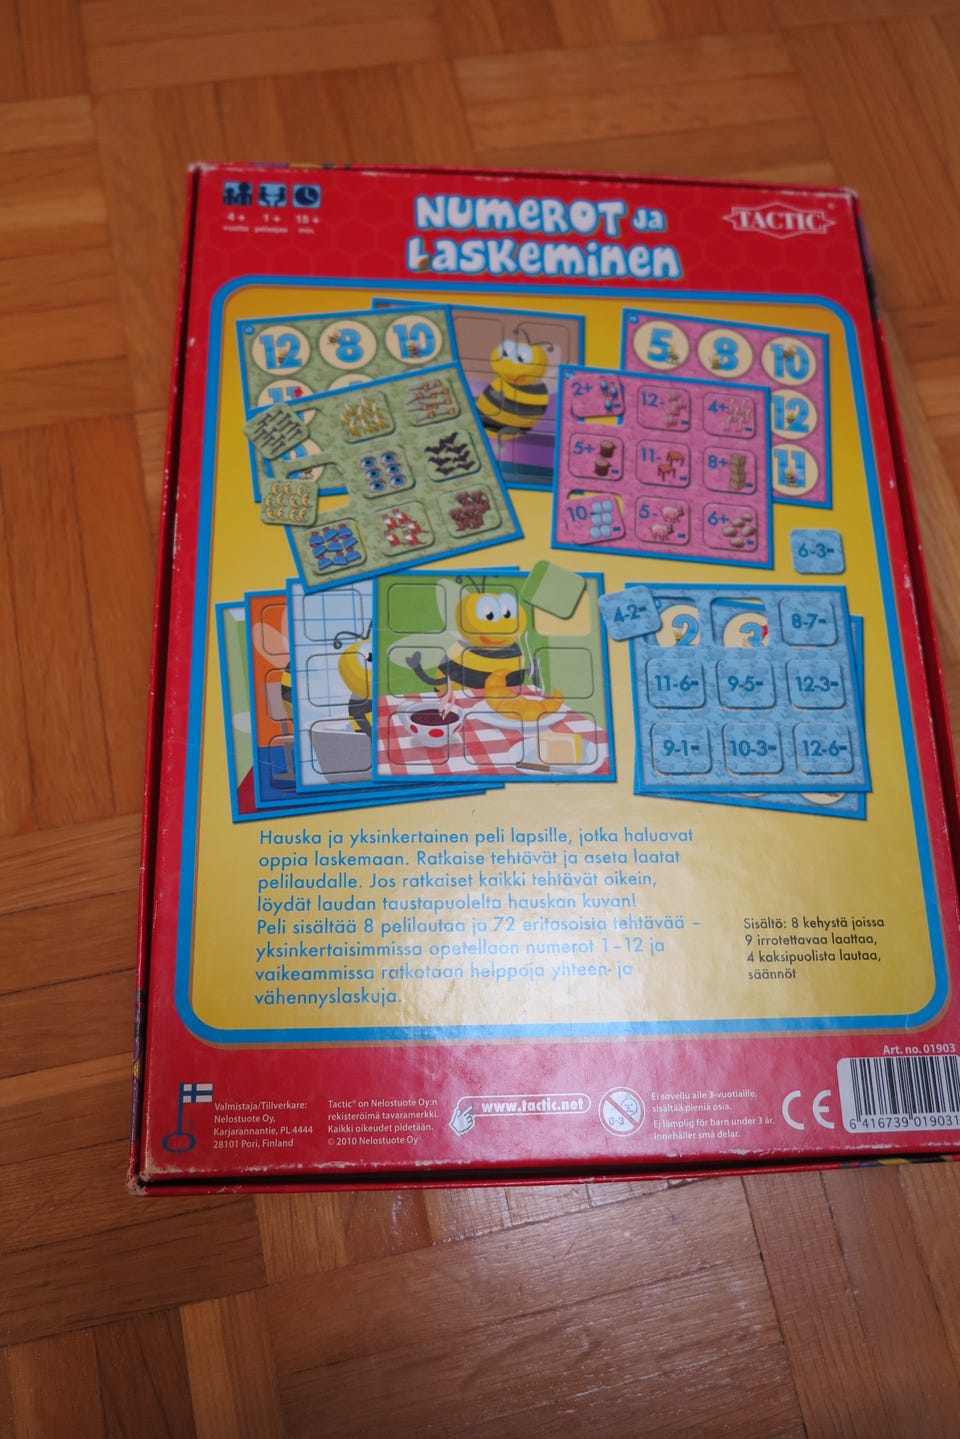 4+ 1+ 15+
vuotta pelaajaa min.
NUMEROT JA
LASKEMINEN
TACTIC®
12 8 10
5 8 10
12
11
2+ 12- 4+
5+ 11- 8+
10 5- 6+
6-3=
4-2= 2 3 8-7=
11-6= 9-5= 12-3=
9-1= 10-3= 12-6=
Hauska ja yksinkertainen peli lapsille, jotka haluavat
oppia laskemaan. Ratkaise tehtävät ja aseta laatat
pelilaudalle. Jos ratkaiset kaikki tehtävät oikein,
löydät laudan taustapuolelta hauskan kuvan!
Peli sisältää 8 pelilautaa ja 72 eritasoista tehtävää –
yksinkertaisimmissa opetellaan numerot 1–12 ja
vaikeammissa ratkotaan helppoja yhteen- ja
vähennyslaskuja.
Sisältö: 8 kehystä joissa
9 irrotettavaa laattaa,
4 kaksipuolista lautaa,
säännöt
Art. no. 01903
Valmistaja/Tillverkare:
Nelostuote Oy,
Karjarannantie, PL 4444
28101 Pori, Finland
Tactic® on Nelostuote Oy:n
rekisteröimä tavaramerkki.
Kaikki oikeudet pidetään.
© 2010 Nelostuote Oy
www.tactic.net
0-3
Ei sovellu alle 3-vuotiaille,
sisältää pieniä osia.
Ej lämplig för barn under 3 år,
innehåller små delar.
CE
6 416739 019031